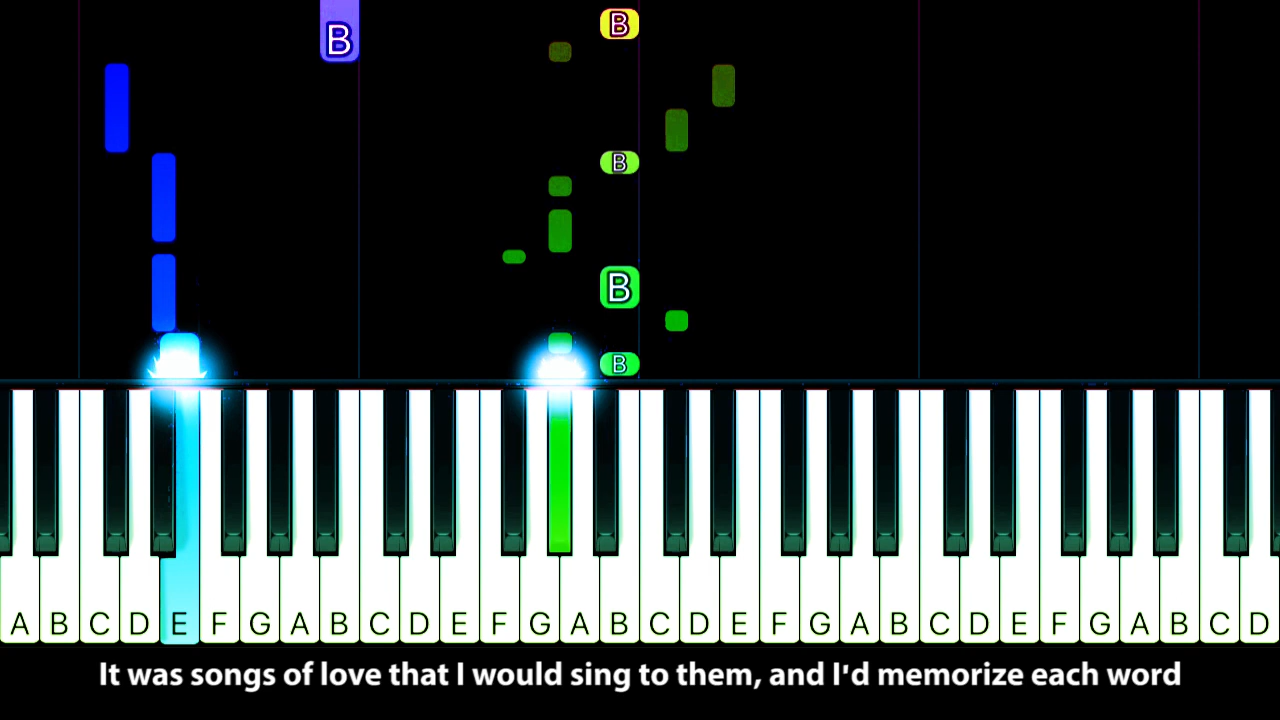 B
B
B
B
B
A B C D E F G A B C D E F G A B C D E F G A B C D E F G A B C D
It was songs of love that I would sing to them, and I'd memorize each word